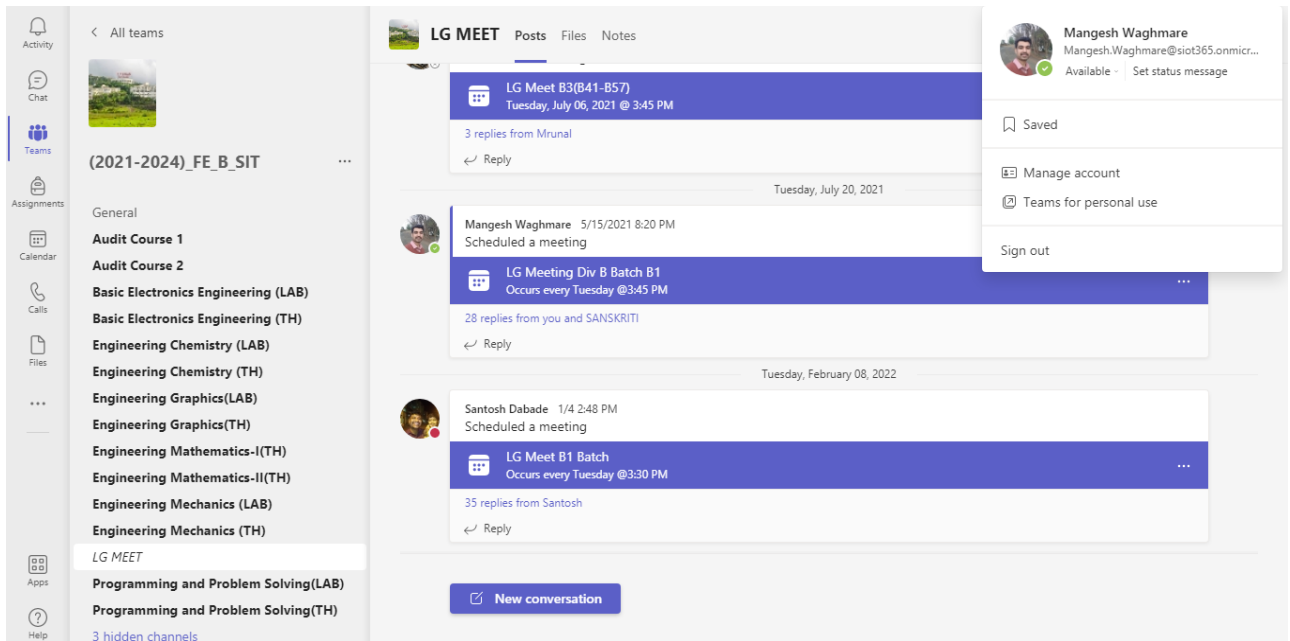 Activity
Chat
Teams
Assignments
Calendar
Calls
Files
Apps
Help
All teams
(2021-2024)_FE_B_SIT
General
Audit Course 1
Audit Course 2
Basic Electronics Engineering (LAB)
Basic Electronics Engineering (TH)
Engineering Chemistry (LAB)
Engineering Chemistry (TH)
Engineering Graphics(LAB)
Engineering Graphics(TH)
Engineering Mathematics-I(TH)
Engineering Mathematics-II(TH)
Engineering Mechanics (LAB)
Engineering Mechanics (TH)
LG MEET
Programming and Problem Solving(LAB)
Programming and Problem Solving(TH)
3 hidden channels
LG MEET Posts Files Notes
LG Meet B3(B41-B57)
Tuesday, July 06, 2021 @ 3:45 PM
3 replies from Mrunal
Reply
Tuesday, July 20, 2021
Mangesh Waghmare 5/15/2021 8:20 PM
Scheduled a meeting
LG Meeting Div B Batch B1
Occurs every Tuesday @3:45 PM
28 replies from you and SANSKRITI
Reply
Tuesday, February 08, 2022
Santosh Dabade 1/4 2:48 PM
Scheduled a meeting
LG Meet B1 Batch
Occurs every Tuesday @3:30 PM
35 replies from Santosh
Reply
New conversation
Mangesh Waghmare
Mangesh.Waghmare@siot365.onmicr...
Available Set status message
Saved
Manage account
Teams for personal use
Sign out